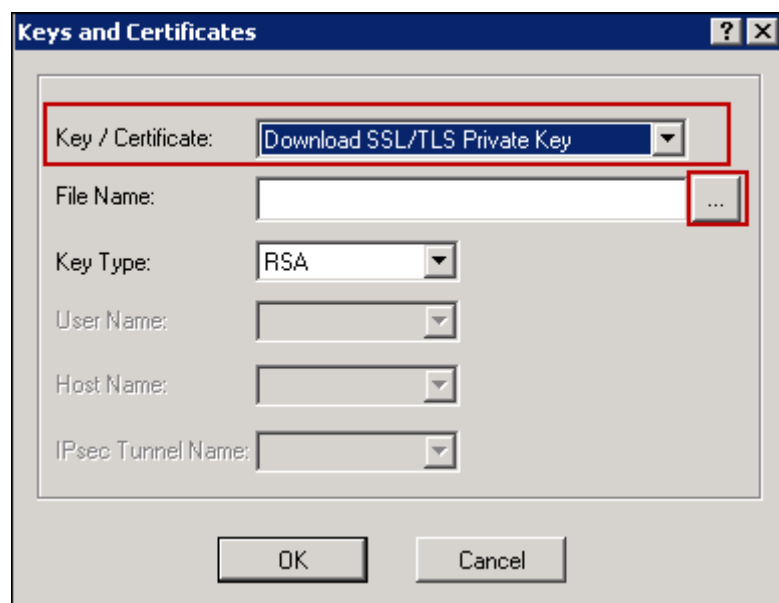 Keys and Certificates
Key / Certificate: Download SSL/TLS Private Key
File Name: ...
Key Type: RSA
User Name:
Host Name:
IPsec Tunnel Name:
OK Cancel